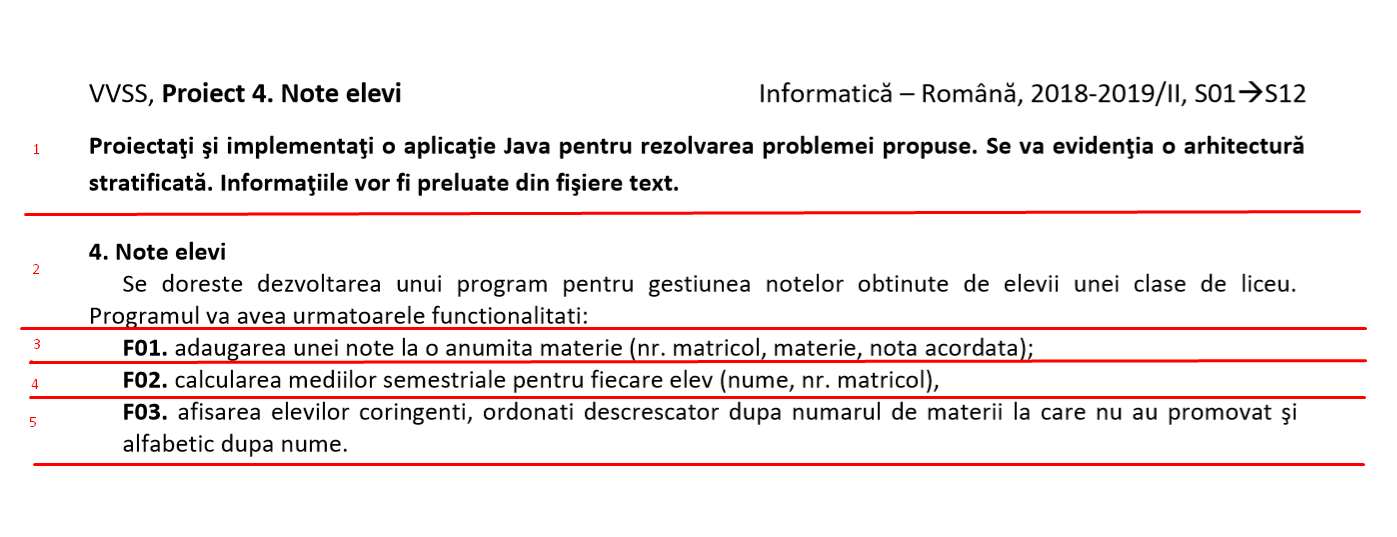 VVSS, Proiect 4. Note elevi Informatică – Română, 2018-2019/II, S01→S12
1 Proiectaţi şi implementaţi o aplicaţie Java pentru rezolvarea problemei propuse. Se va evidenţia o arhitectură
stratificată. Informaţiile vor fi preluate din fişiere text.
4. Note elevi
2 Se doreste dezvoltarea unui program pentru gestiunea notelor obtinute de elevii unei clase de liceu.
Programul va avea urmatoarele functionalitati:
3 F01. adaugarea unei note la o anumita materie (nr. matricol, materie, nota acordata);
4 F02. calcularea mediilor semestriale pentru fiecare elev (nume, nr. matricol),
5 F03. afisarea elevilor coringenti, ordonati descrescator dupa numarul de materii la care nu au promovat şi
alfabetic dupa nume.